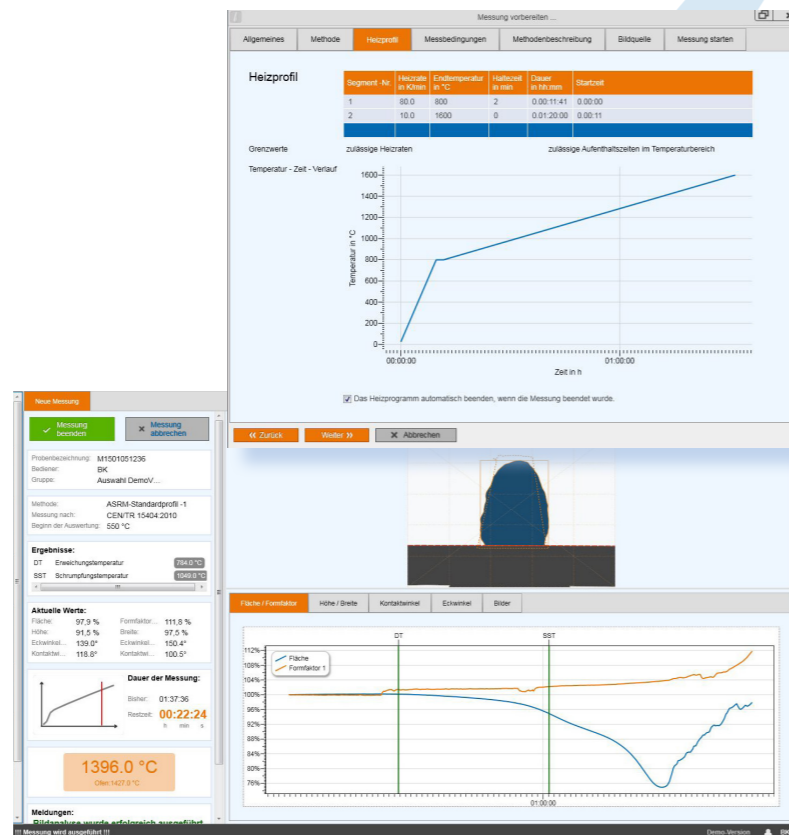 Messung vorbereiten ...
Allgemeines Methode Heizprofil Messbedingungen Methodenbeschreibung Bildquelle Messung starten
Heizprofil
Segment -Nr. Heizrate in K/min Endtemperatur in °C Haltezeit in min Dauer in hh:mm Startzeit
1 80.0 800 2 0.00:11:41 0.00:00
2 10.0 1600 0 0.01:20:00 0.00:11
Grenzwerte zulässige Heizraten zulässige Aufenthaltszeiten im Temperaturbereich
Temperatur - Zeit - Verlauf
Temperatur in °C
1600
1400
1200
1000
800
600
400
200
0
00:00:00 01:00:00
Zeit in h
Das Heizprogramm automatisch beenden, wenn die Messung beendet wurde.
<< Zurück Weiter >> X Abbrechen
Neue Messung
Messung beenden
Messung abbrechen
Probenbezeichnung: M1501051236
Bediener: BK
Gruppe: Auswahl DemoV...
Methode: ASRM-Standardprofil -1
Messung nach: CEN/TR 15404:2010
Beginn der Auswertung: 550 °C
Ergebnisse:
DT Erweichungstemperatur 784.0 °C
SST Schrumpfungstemperatur 1049.0 °C
Aktuelle Werte:
Fläche: 97,9 % Formfaktor... 111,8 %
Höhe: 91,5 % Breite: 97,5 %
Eckwinkel... 139.0° Eckwinkel... 150.4°
Kontaktwi... 118.8° Kontaktwi... 100.5°
Dauer der Messung:
Bisher: 01:37:36
Restzeit: 00:22:24
h min s
1396.0 °C
Ofen 1427.0 °C
Meldungen:
Bildanalyse wurde erfolgreich ausgeführt
Fläche / Formfaktor Höhe / Breite Kontaktwinkel Eckwinkel Bilder
DT SST
Fläche
Formfaktor 1
112%
108%
104%
100%
96%
92%
88%
84%
80%
76%
01:00:00
!!! Messung wird ausgeführt !!! Demo-Version BK